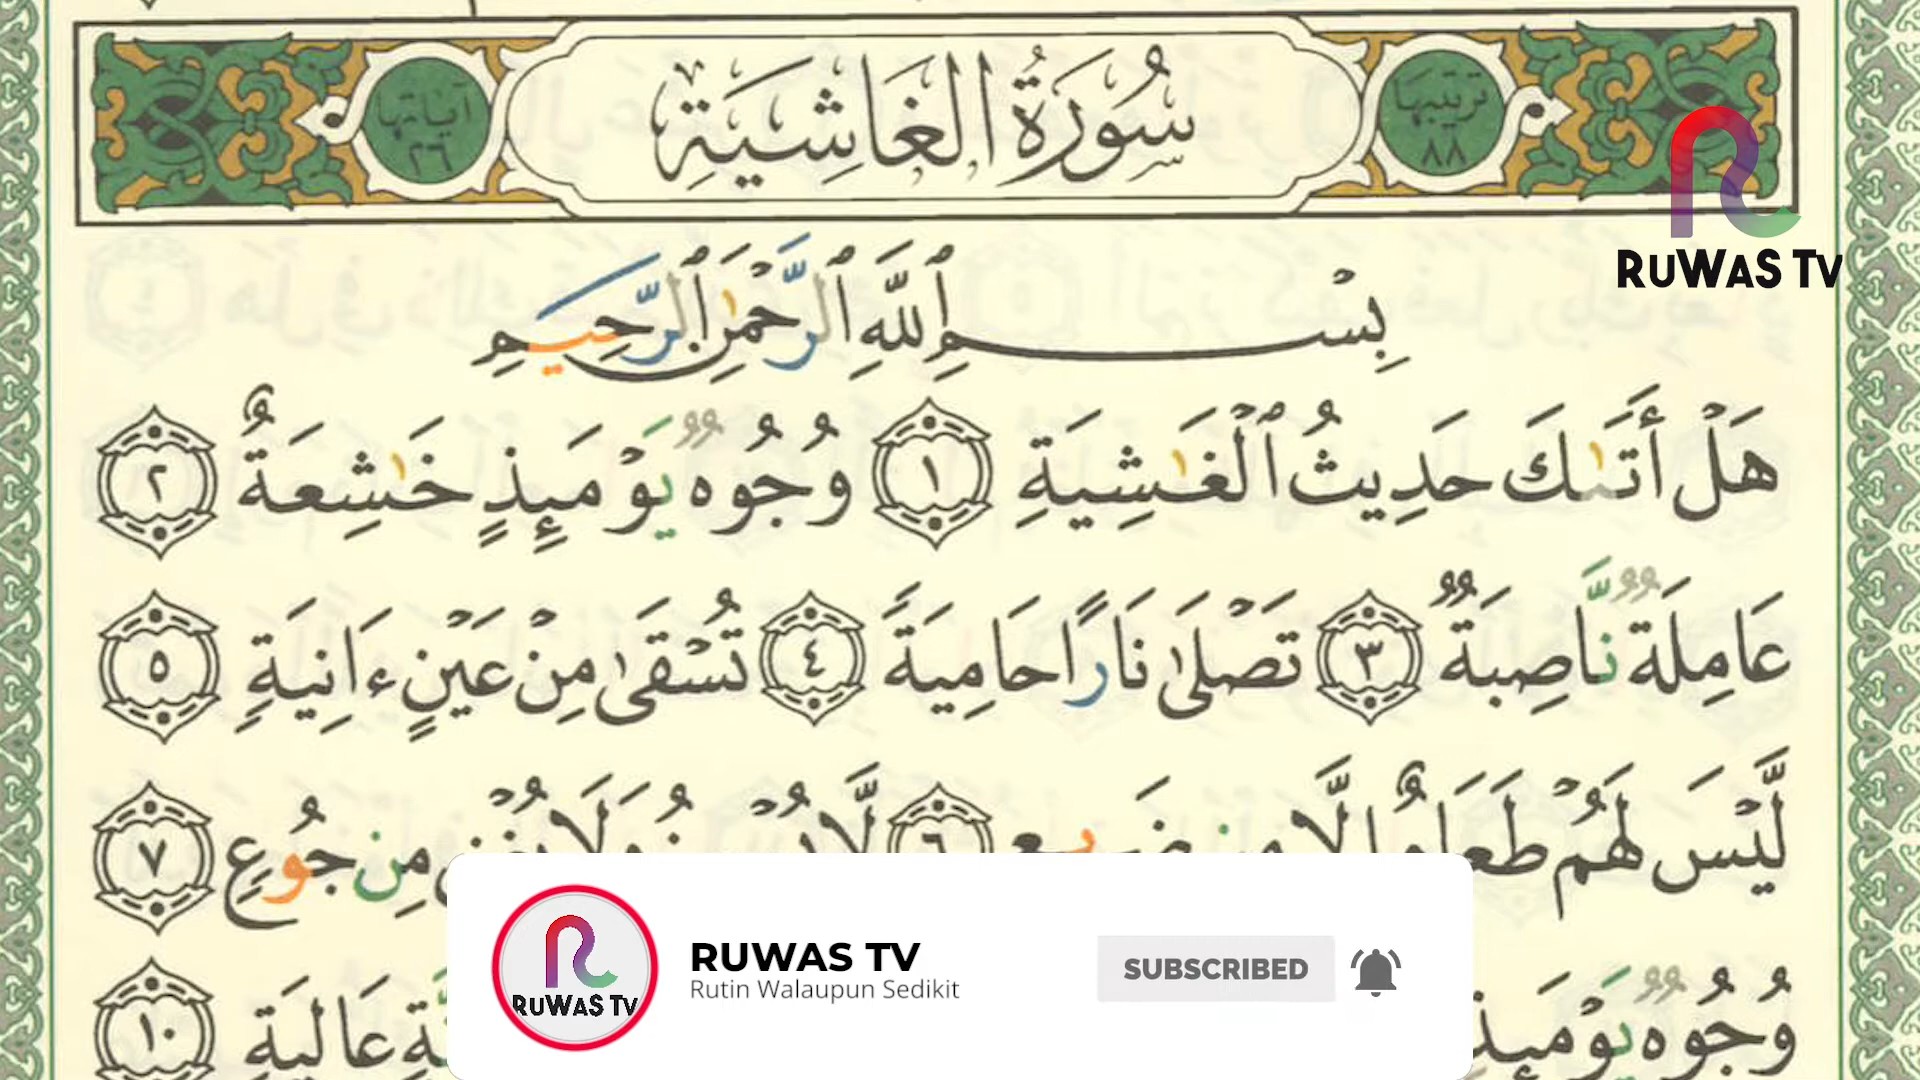 ترتيبها ٨٨
سُورَةُ الْغَاشِيَةِ
آياتها ٢٦
RUWAS TV
بِسْمِ ٱللَّهِ ٱلرَّحْمَٰنِ ٱلرَّحِيمِ
هَلْ أَتَىٰكَ حَدِيثُ ٱلْغَٰشِيَةِ ١ وُجُوهٌ يَوْمَئِذٍ خَٰشِعَةٌ ٢
عَامِلَةٌ نَّاصِبَةٌ ٣ تَصْلَىٰ نَارًا حَامِيَةً ٤ تُسْقَىٰ مِنْ عَيْنٍ ءَانِيَةٍ ٥
لَّيْسَ لَهُمْ طَعَامٌ إِلَّا مِن ضَرِيعٍ ٦ لَّا يُسْمِنُ وَلَا يُغْنِى مِن جُوعٍ ٧
وُجُوهٌ يَوْمَئِذٍ عَالِيَةٍ ١٠
RUWAS TV
RUWAS TV
Rutin Walaupun Sedikit
SUBSCRIBED